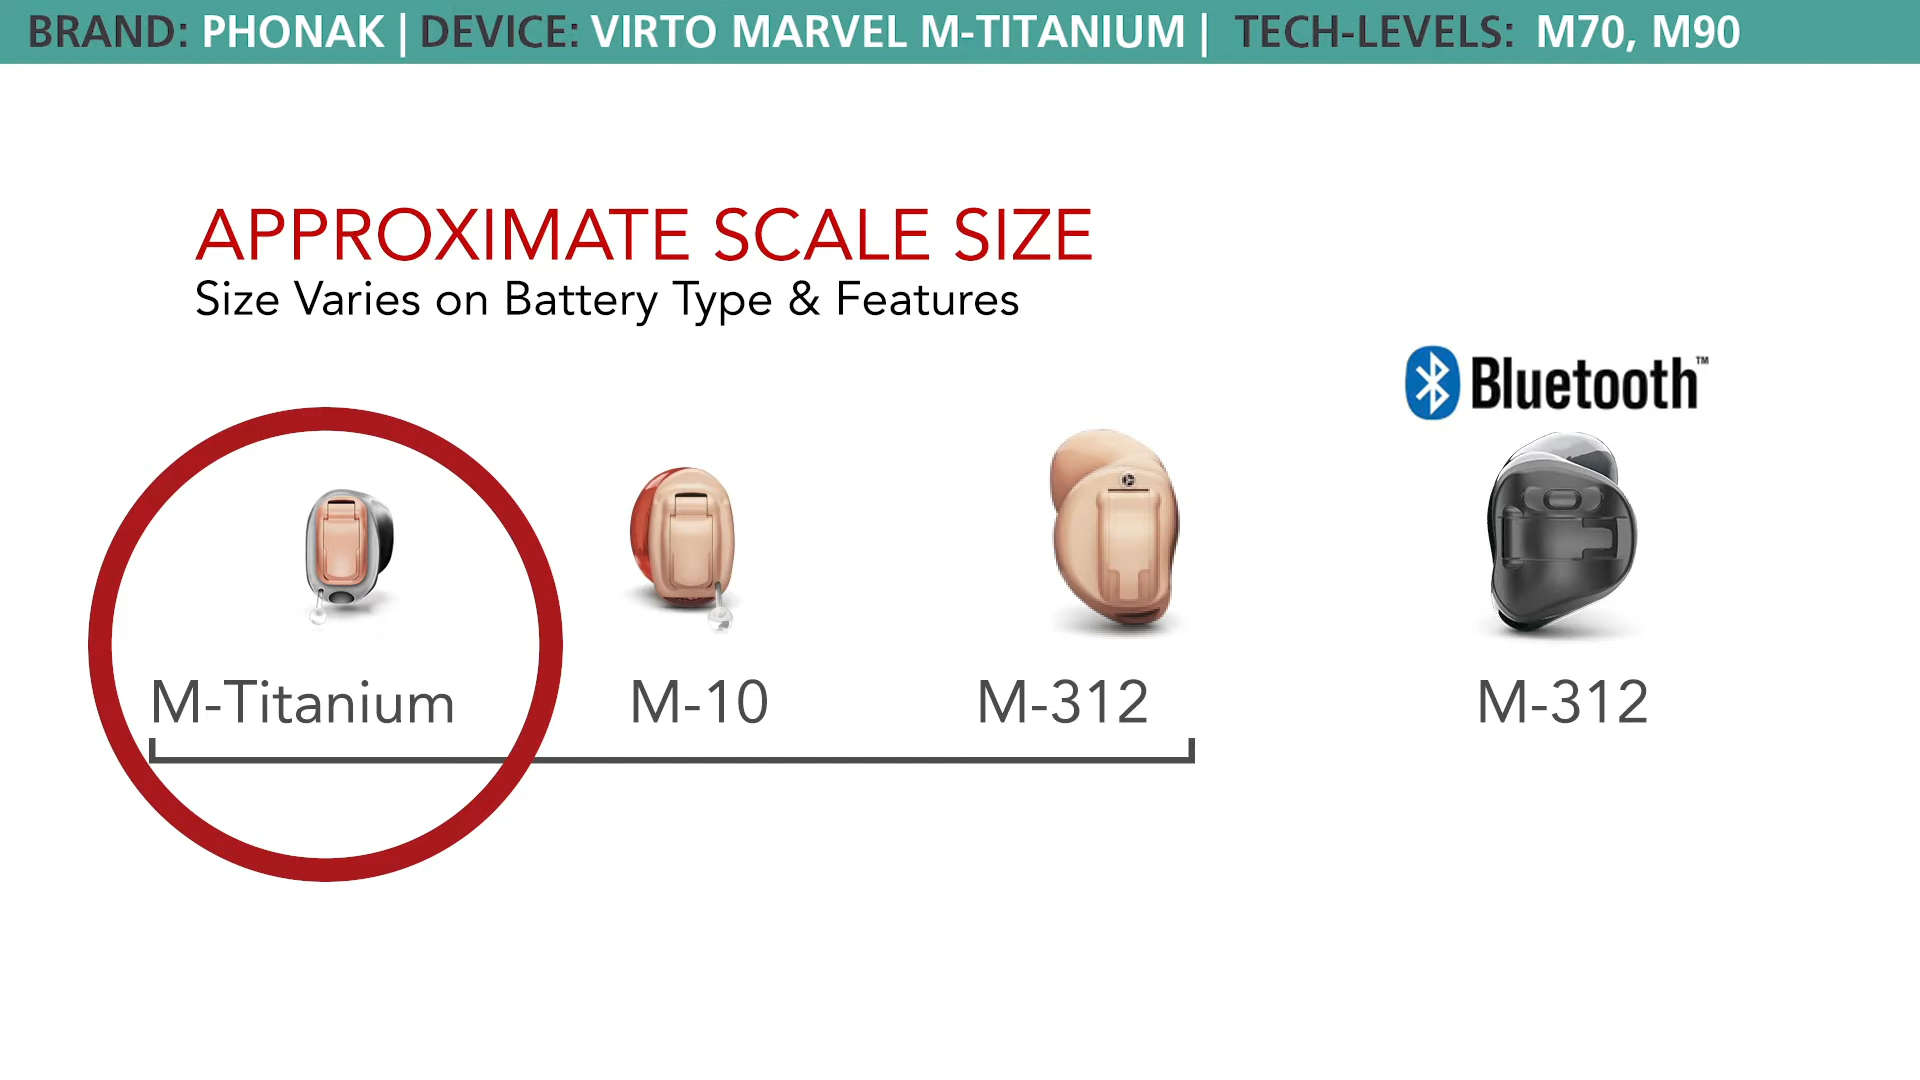 BRAND: PHONAK | DEVICE: VIRTO MARVEL M-TITANIUM | TECH-LEVELS: M70, M90
APPROXIMATE SCALE SIZE
Size Varies on Battery Type & Features
Bluetooth™
M-Titanium
M-10
M-312
M-312